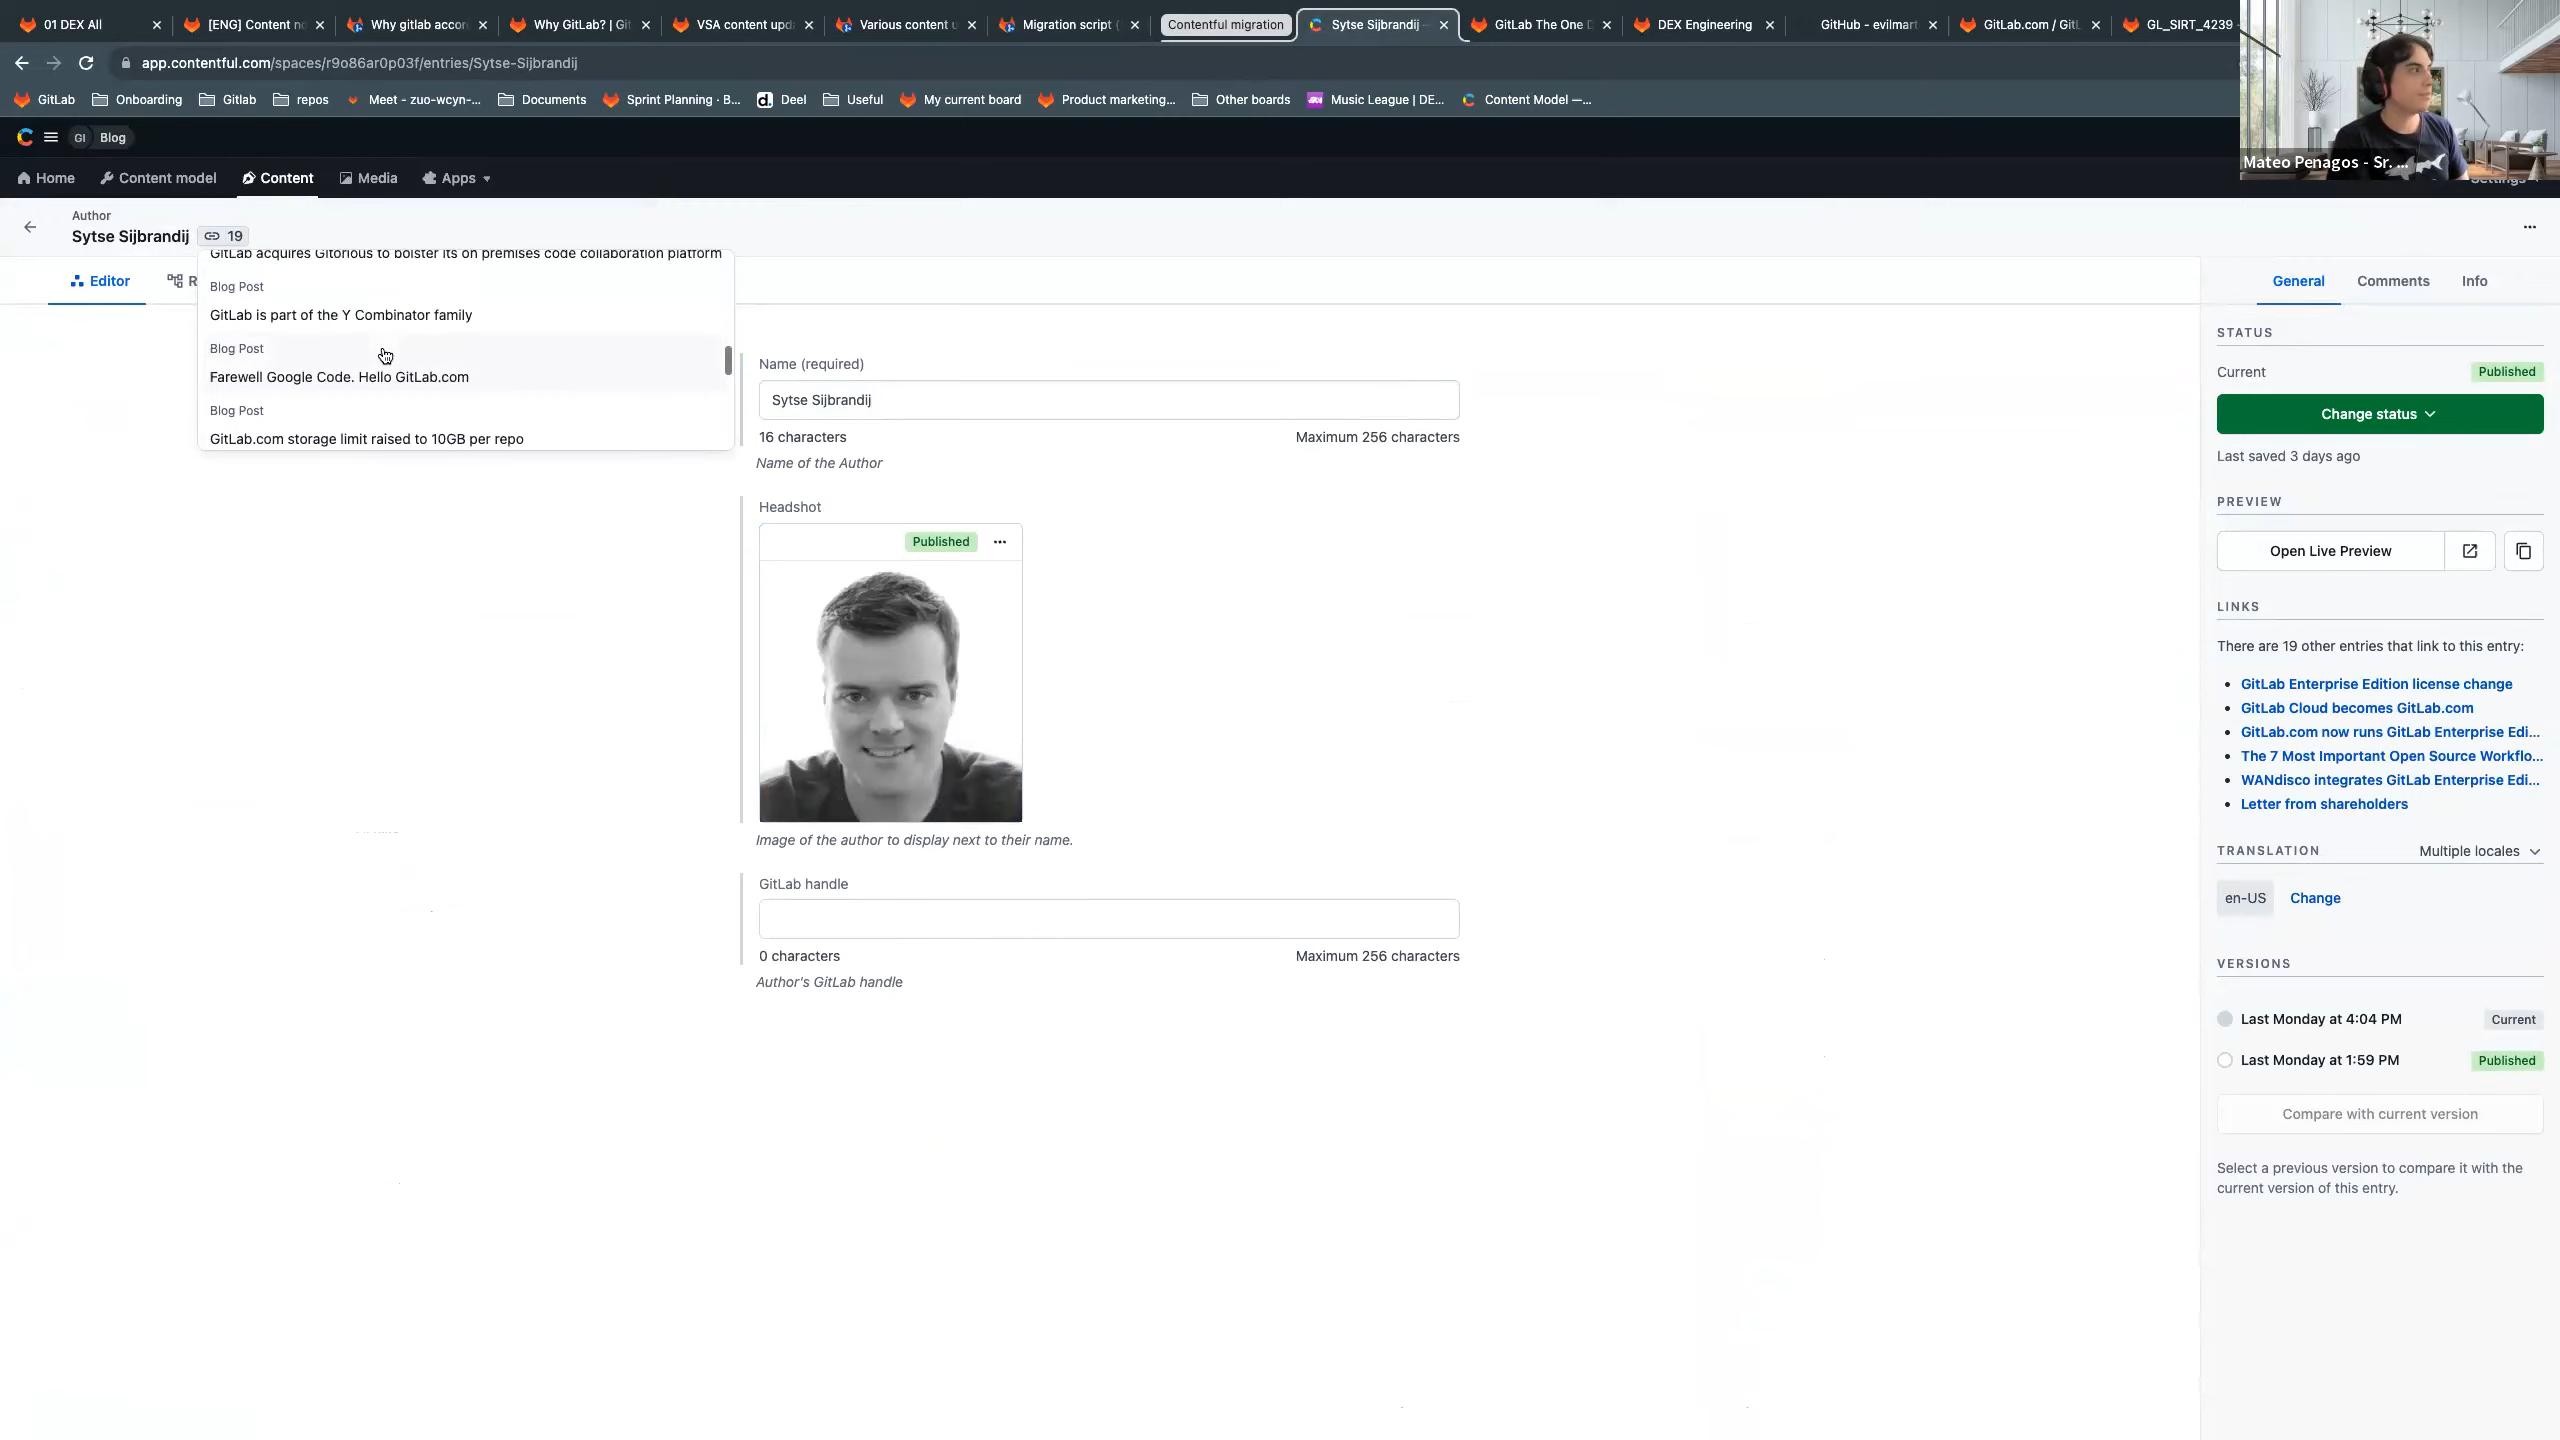 01 DEX All
[ENG] Content n
Why gitlab accor
Why GitLab? | Git
VSA content upd
Various content u
Migration script (
Contentful migration
Sytse Sijbrandij
GitLab The One D
DEX Engineering
GitHub - evilmart
GitLab.com / GitL
GL_SIRT_4239
app.contentful.com/spaces/r9o86ar0p03f/entries/Sytse-Sijbrandij
GitLab
Onboarding
Gitlab
repos
Meet - zuo-wcyn-...
Documents
Sprint Planning · B...
Deel
Useful
My current board
Product marketing...
Other boards
Music League | DE...
Content Model —...
GI
Blog
Mateo Penagos - Sr. ...
Home
Content model
Content
Media
Apps
Settings
Author
Sytse Sijbrandij
19
GitLab acquires Gitorious to bolster its on premises code collaboration platform
Editor
R
Blog Post
GitLab is part of the Y Combinator family
Blog Post
Farewell Google Code. Hello GitLab.com
Blog Post
GitLab.com storage limit raised to 10GB per repo
Name (required)
Sytse Sijbrandij
16 characters
Maximum 256 characters
Name of the Author
Headshot
Published
Image of the author to display next to their name.
GitLab handle
0 characters
Maximum 256 characters
Author's GitLab handle
General
Comments
Info
STATUS
Current
Published
Change status
Last saved 3 days ago
PREVIEW
Open Live Preview
LINKS
There are 19 other entries that link to this entry:
GitLab Enterprise Edition license change
GitLab Cloud becomes GitLab.com
GitLab.com now runs GitLab Enterprise Edi...
The 7 Most Important Open Source Workflo...
WANdisco integrates GitLab Enterprise Edi...
Letter from shareholders
TRANSLATION
Multiple locales
en-US
Change
VERSIONS
Last Monday at 4:04 PM
Current
Last Monday at 1:59 PM
Published
Compare with current version
Select a previous version to compare it with the
current version of this entry.